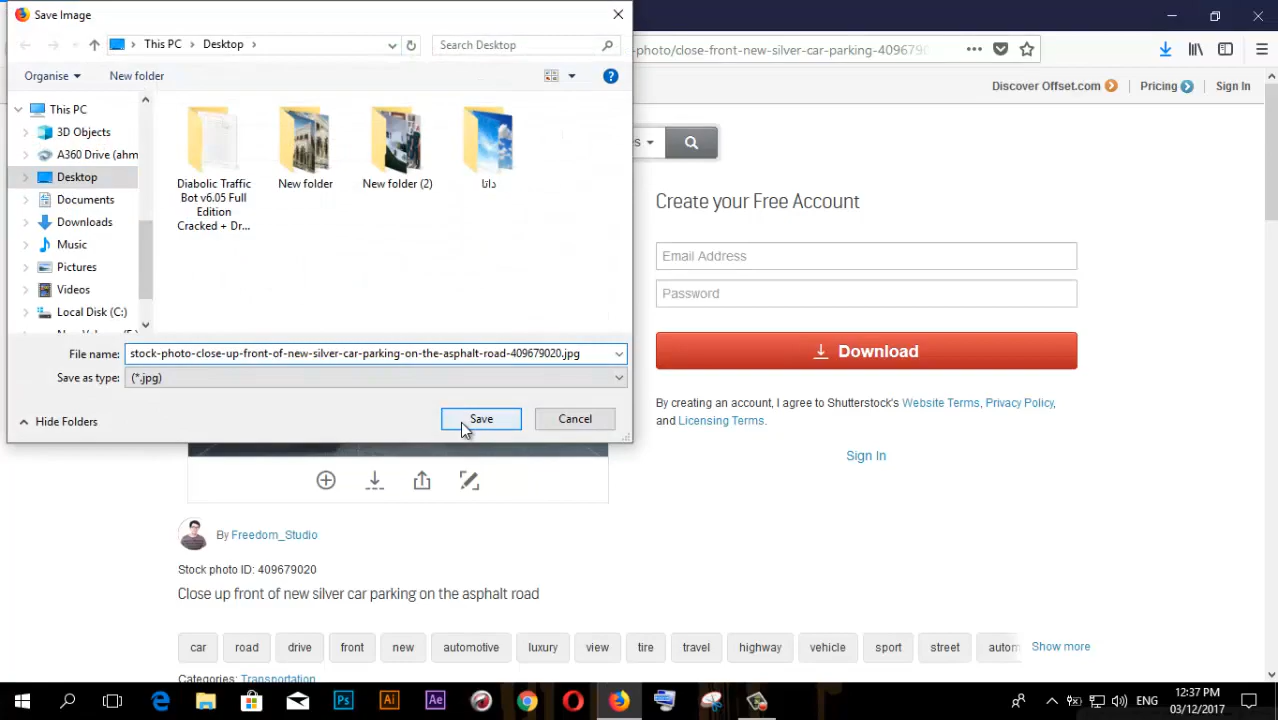 Save Image
This PC
Desktop
Search Desktop
-photo/close-front-new-silver-car-parking-409679
Organise
New folder
Discover Offset.com
Pricing
Sign In
This PC
3D Objects
A360 Drive (ahm
Desktop
Documents
Downloads
Music
Pictures
Videos
Local Disk (C:)
Diabolic Traffic
Bot v6.05 Full
Edition
Cracked + Dr...
New folder
New folder (2)
داتا
Create your Free Account
Email Address
Password
File name:
stock-photo-close-up-front-of-new-silver-car-parking-on-the-asphalt-road-409679020.jpg
Save as type:
(*.jpg)
Download
Hide Folders
Save
Cancel
By creating an account, I agree to Shutterstock's Website Terms, Privacy Policy,
and Licensing Terms.
Sign In
By Freedom_Studio
Stock photo ID: 409679020
Close up front of new silver car parking on the asphalt road
car
road
drive
front
new
automotive
luxury
view
tire
travel
highway
vehicle
sport
street
autom
Show more
Categories: Transportation
Ps
Ai
Ae
ENG
12:37 PM
03/12/2017